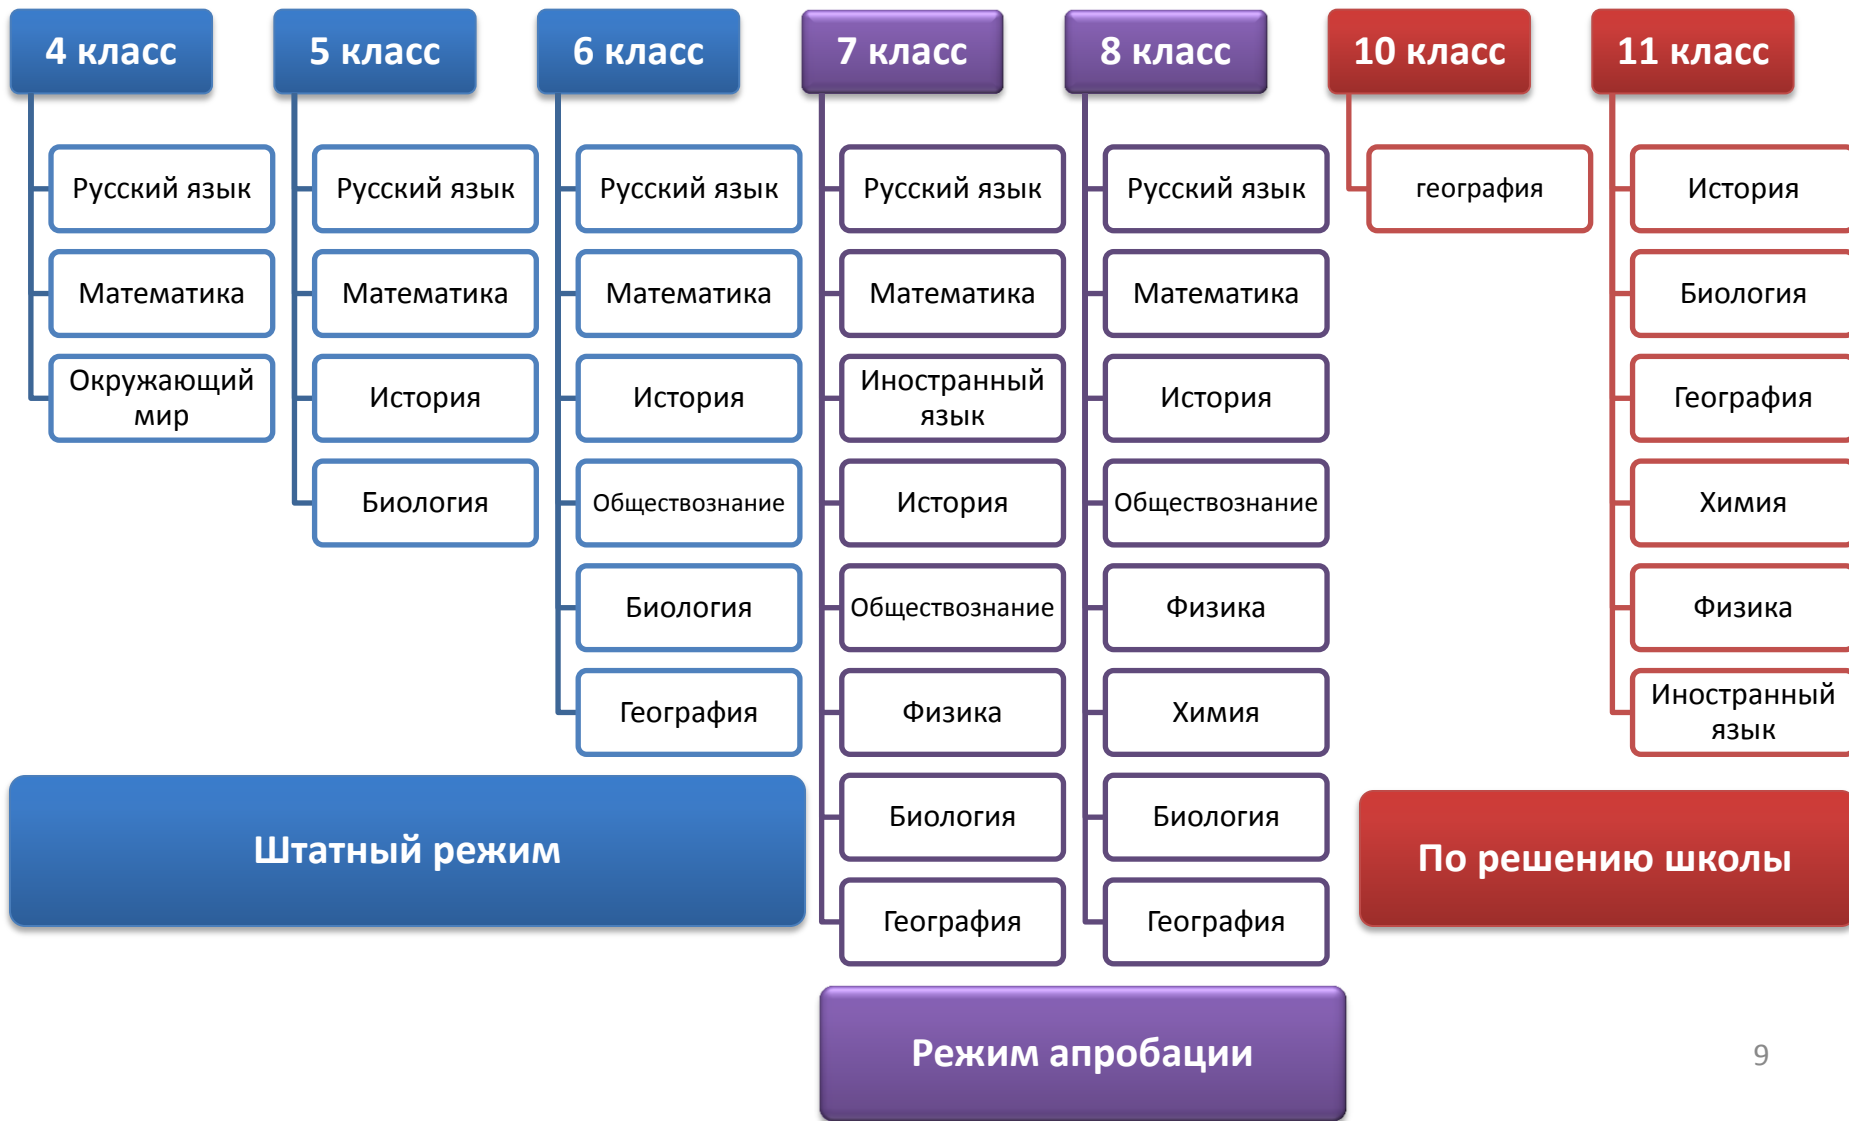 4 класс
Русский язык
Математика
Окружающий
мир
5 класс
Русский язык
Математика
История
Биология
6 класс
Русский язык
Математика
История
Обществознание
Биология
География
7 класс
Русский язык
Математика
Иностранный
язык
История
Обществознание
Физика
Биология
География
8 класс
Русский язык
Математика
История
Обществознание
Физика
Химия
Биология
География
10 класс
география
11 класс
История
Биология
География
Химия
Физика
Иностранный
язык
Штатный режим
Режим апробации
По решению школы
9